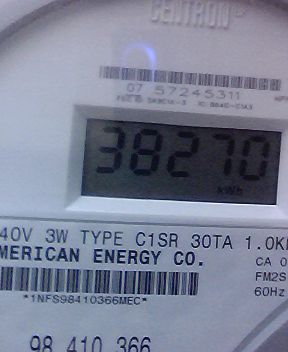 CENTRON
07 57245311
38270
kWh
40V 3W TYPE C1SR 30TA 1.0K
MERICAN ENERGY CO.
CA 0
FM2S
*1NFS98410366MEC*
60Hz
98 410 366